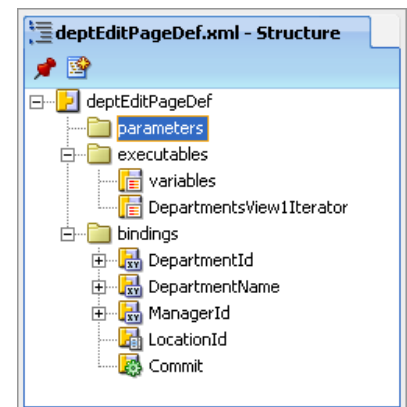 deptEditPageDef.xml - Structure
deptEditPageDef
parameters
executables
variables
DepartmentsView1Iterator
bindings
DepartmentId
DepartmentName
ManagerId
LocationId
Commit